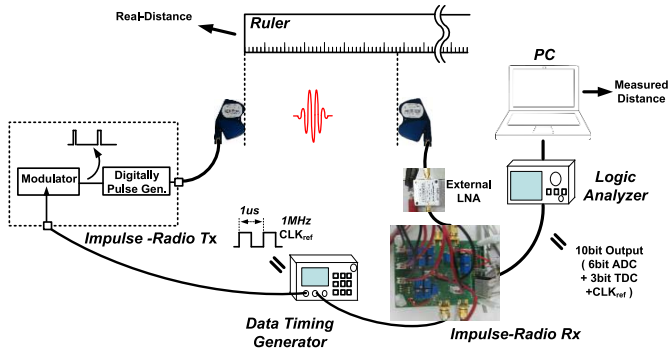 Real-Distance
Ruler
PC
Measured
Distance
Modulator
Digitally
Pulse Gen.
External
LNA
Logic
Analyzer
1us
1MHz
CLKref
Impulse -Radio Tx
10bit Output
( 6bit ADC
+ 3bit TDC
+CLKref )
Data Timing
Generator
Impulse-Radio Rx